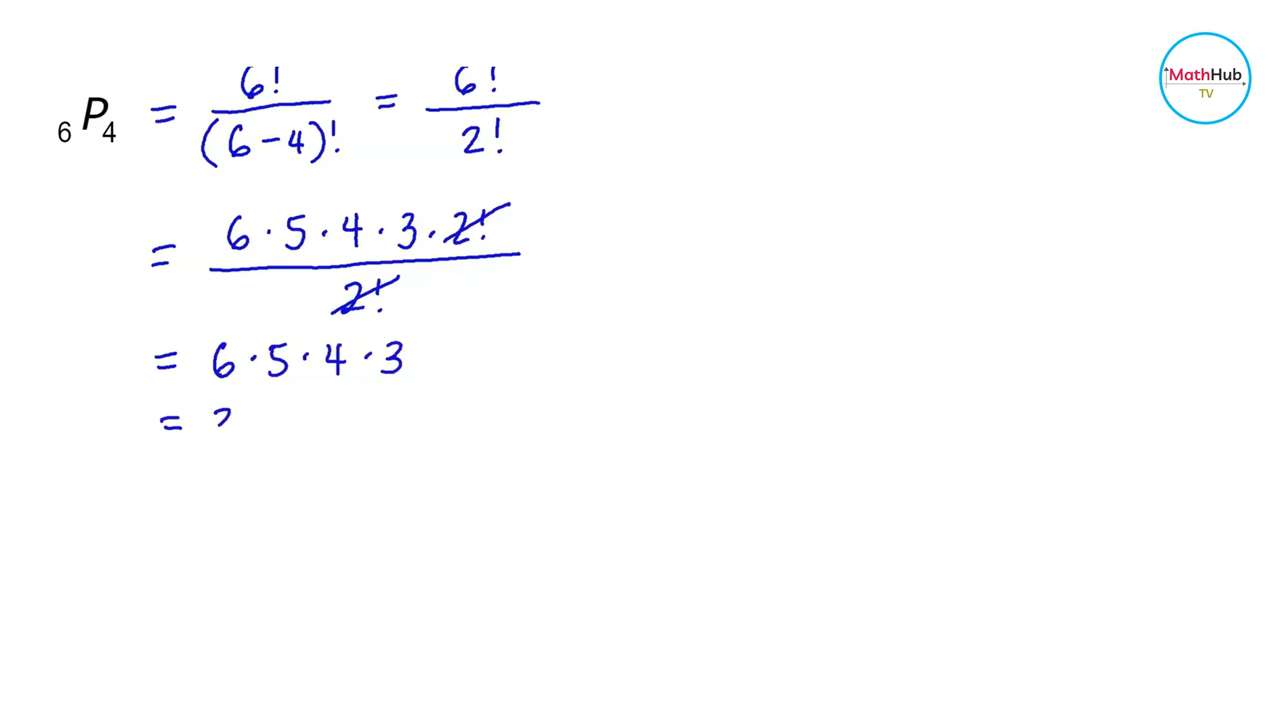 ₆P₄ = 6!/(6-4)! = 6!/2!
= 6·5·4·3·2!/2!
= 6·5·4·3
=
MathHub
TV